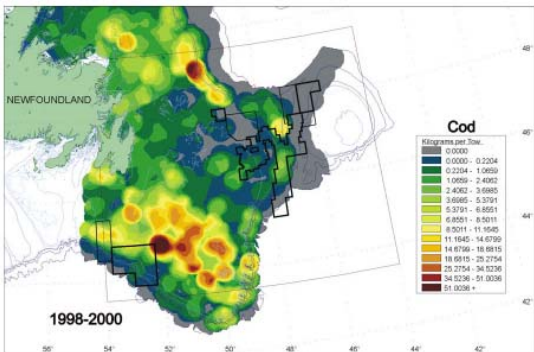 NEWFOUNDLAND
48°
46°
44°
42°
Cod
Kilograms per Tow
0.0000
0.0000 - 0.2204
0.2204 - 1.0659
1.0659 - 2.4062
2.4062 - 3.6985
3.6985 - 5.3791
5.3791 - 6.8551
6.8551 - 8.5011
8.5011 - 11.1645
11.1645 - 14.6799
14.6799 - 18.6815
18.6815 - 25.2754
25.2754 - 34.5236
34.5236 - 51.0036
51.0036 +
1998-2000
56° 54° 52° 50° 48° 46° 44° 42°